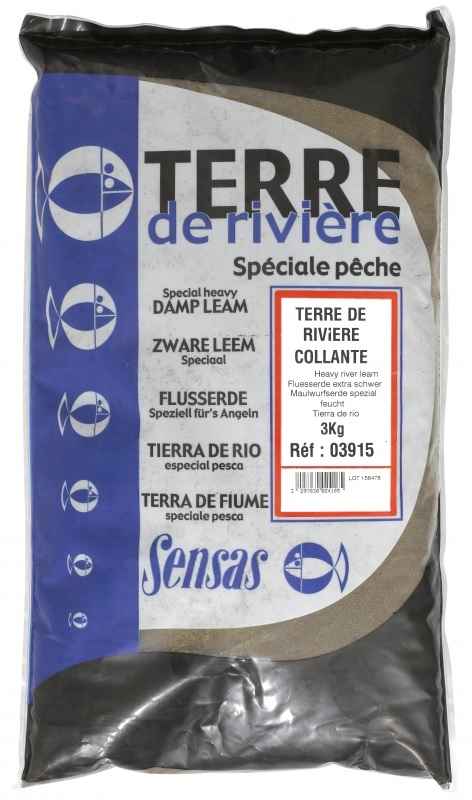 TERRE
de rivière
Spéciale pêche
Special heavy
DAMP LEAM
ZWARE LEEM
Speciaal
FLUSSERDE
Speziell für's Angeln
TIERRA DE RIO
especial pesca
TERRA DE FIUME
speciale pesca
Sensas
TERRE DE
RIVIERE
COLLANTE
Heavy river leam
Fluesserde extra schwer
Maulwurfserde spezial
feucht
Tierra de rio
3Kg
Réf : 03915